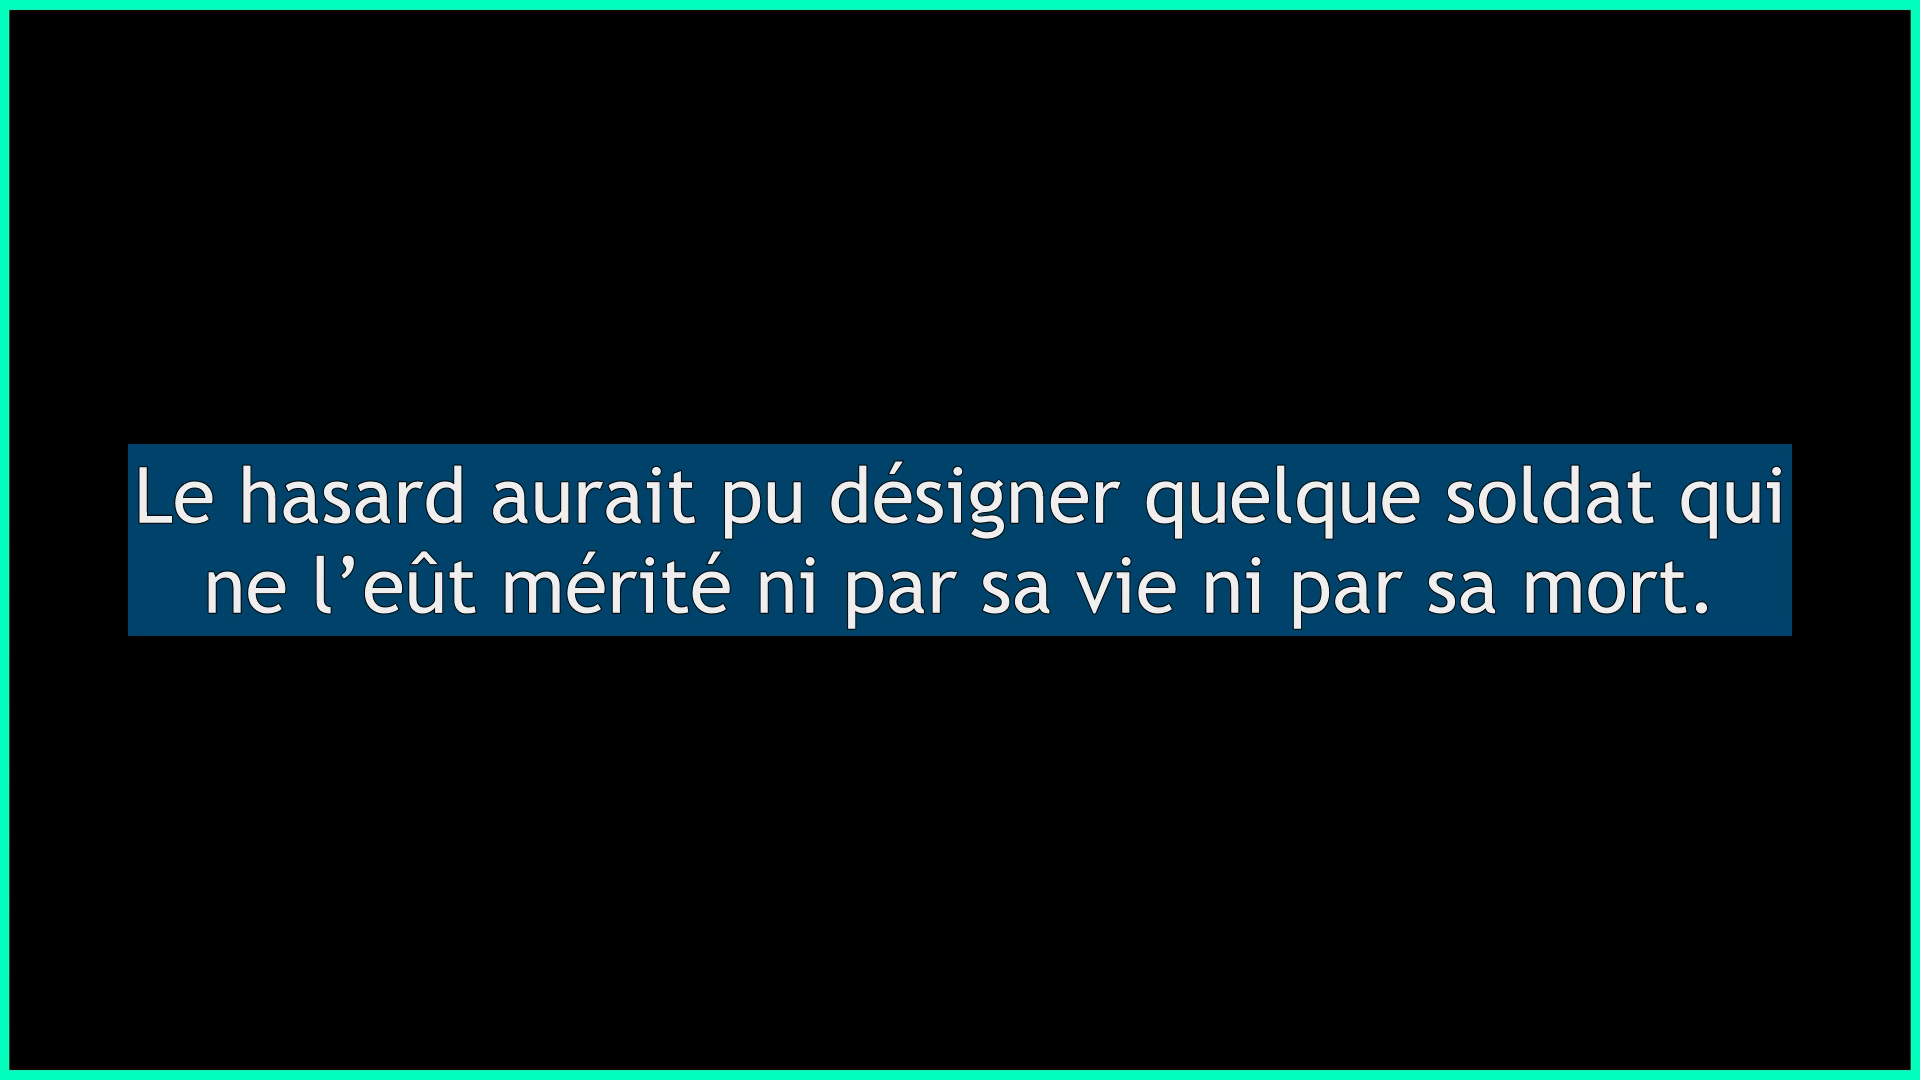 Le hasard aurait pu désigner quelque soldat qui
ne l’eût mérité ni par sa vie ni par sa mort.